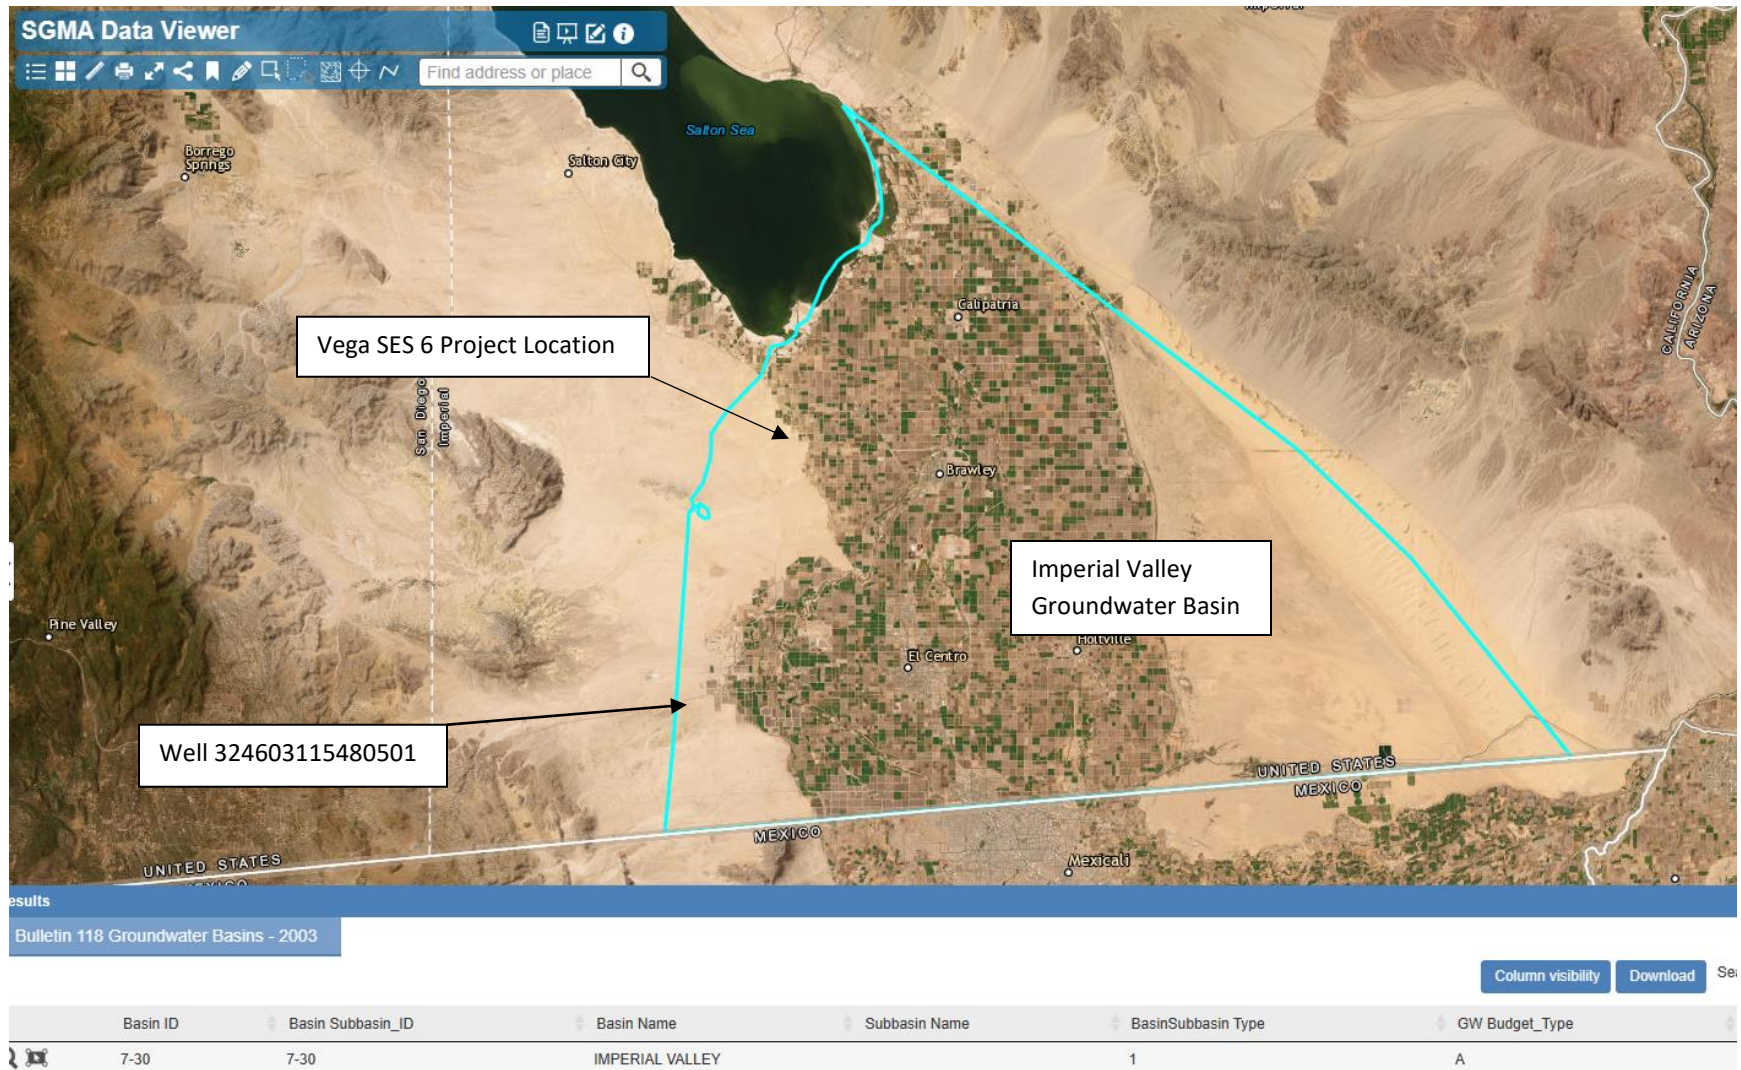 SGMA Data Viewer
Find address or place
Salton Sea
Borrego
Springs
Salton City
Calipatria
CALIFORNIA
ARIZONA
Vega SES 6 Project Location
San Diego
Imperial
Brawley
Imperial Valley
Groundwater Basin
Pine Valley
Holtville
El Centro
Well 324603115480501
UNITED STATES
MEXICO
MEXICO
Mexicali
UNITED STATES
esults
Bulletin 118 Groundwater Basins - 2003
Column visibility Download Sea
Basin ID Basin Subbasin_ID Basin Name Subbasin Name BasinSubbasin Type GW Budget_Type
7-30 7-30 IMPERIAL VALLEY 1 A